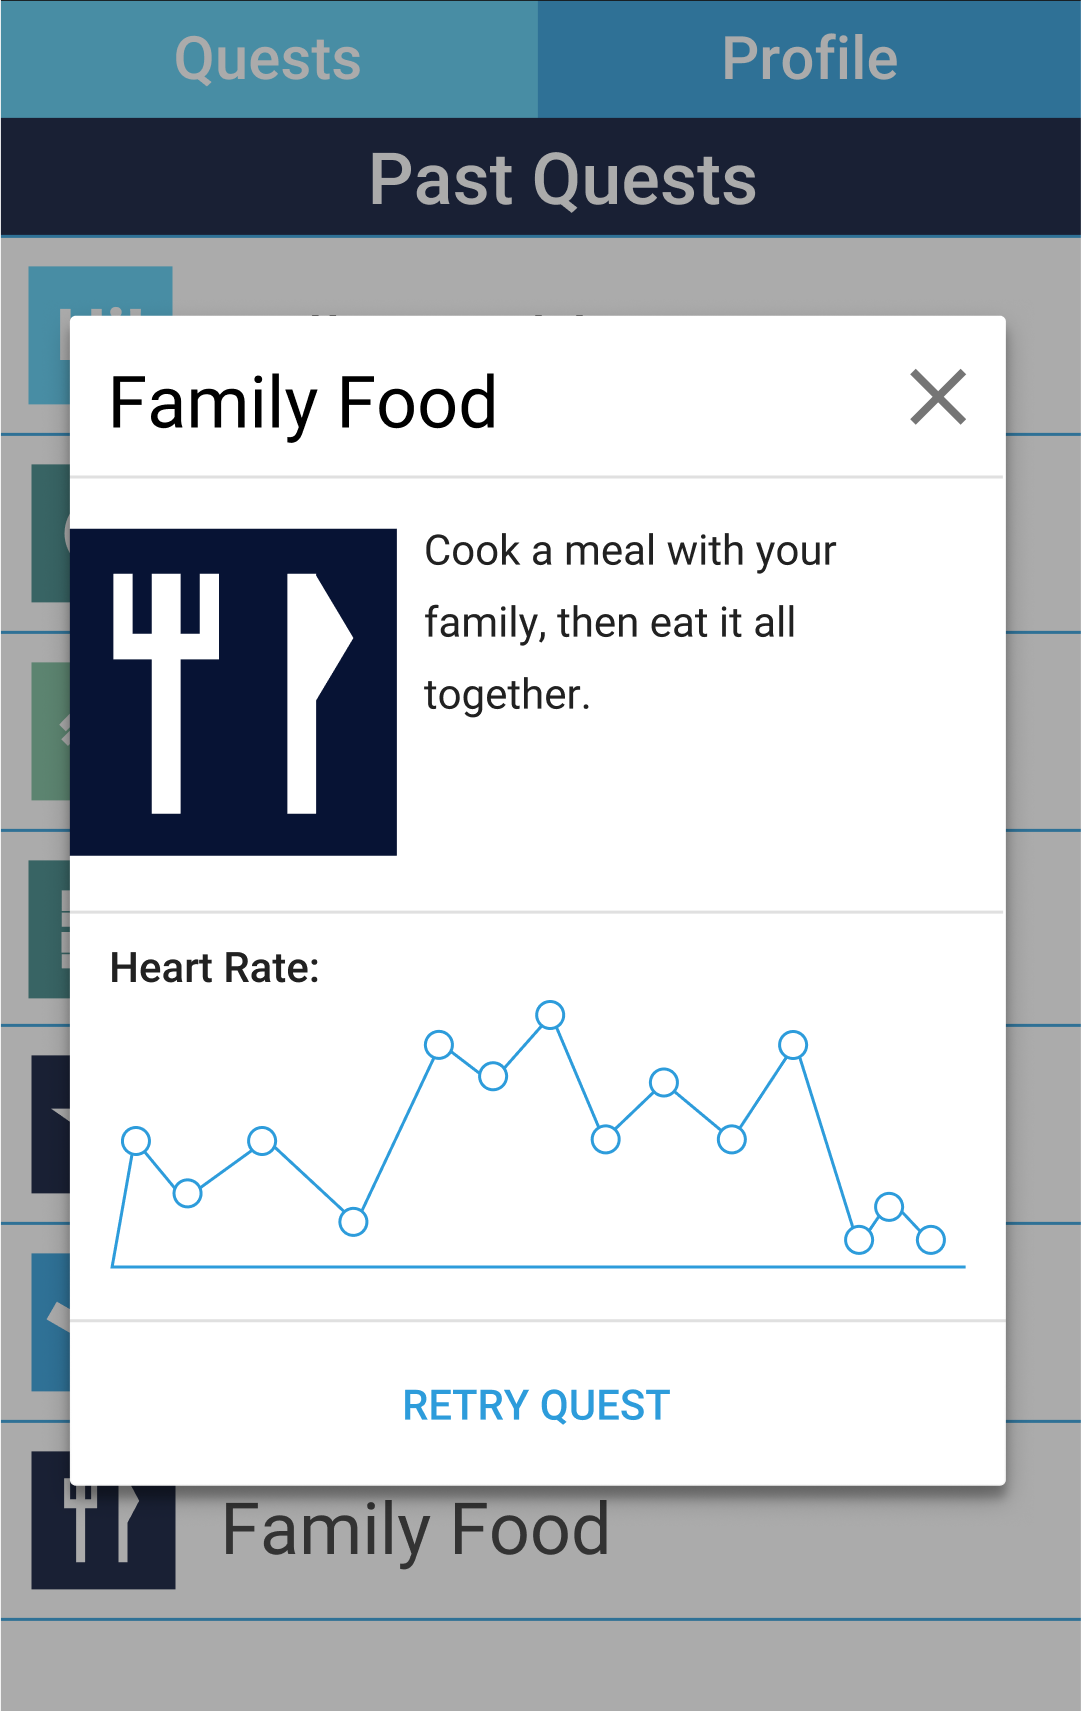 Quests
Profile
Past Quests
Family Food
Cook a meal with your
family, then eat it all
together.
Heart Rate:
RETRY QUEST
Family Food